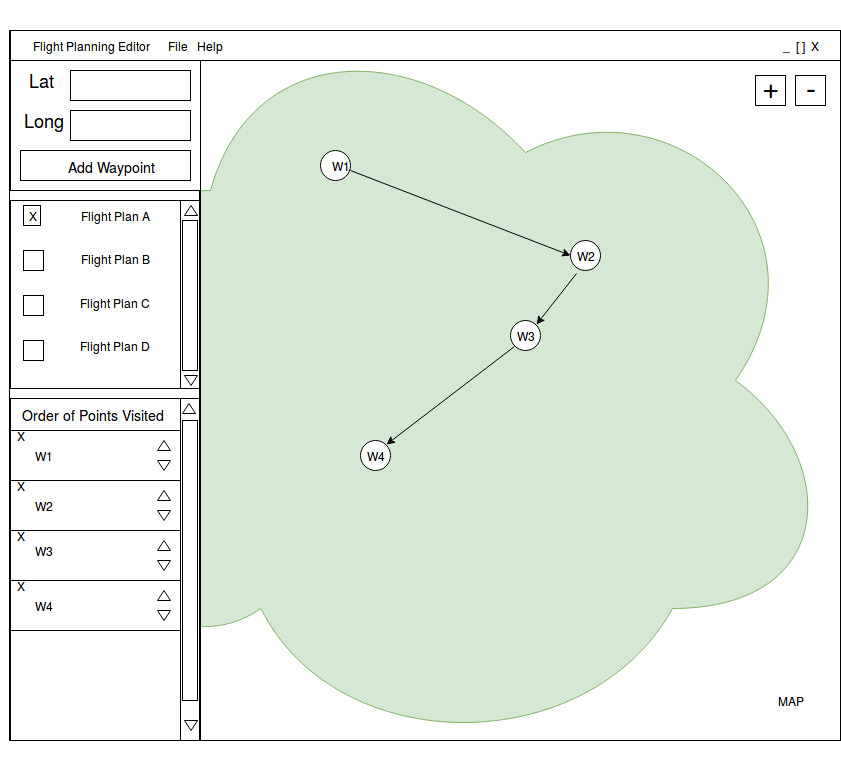 Flight Planning Editor File Help _ [] X
Lat
Long
Add Waypoint
+ -
X Flight Plan A
Flight Plan B
Flight Plan C
Flight Plan D
Order of Points Visited
X
W1
X
W2
X
W3
X
W4
W1
W2
W3
W4
MAP